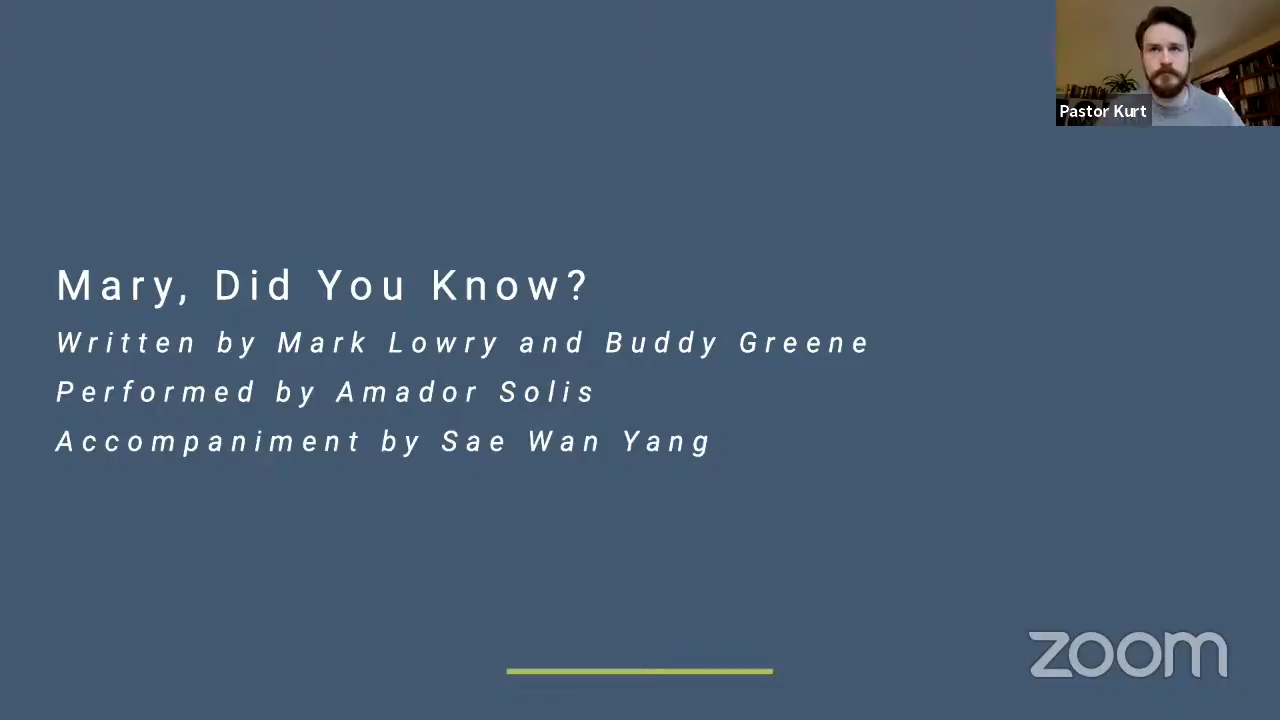 Pastor Kurt
Mary, Did You Know?
Written by Mark Lowry and Buddy Greene
Performed by Amador Solis
Accompaniment by Sae Wan Yang
zoom